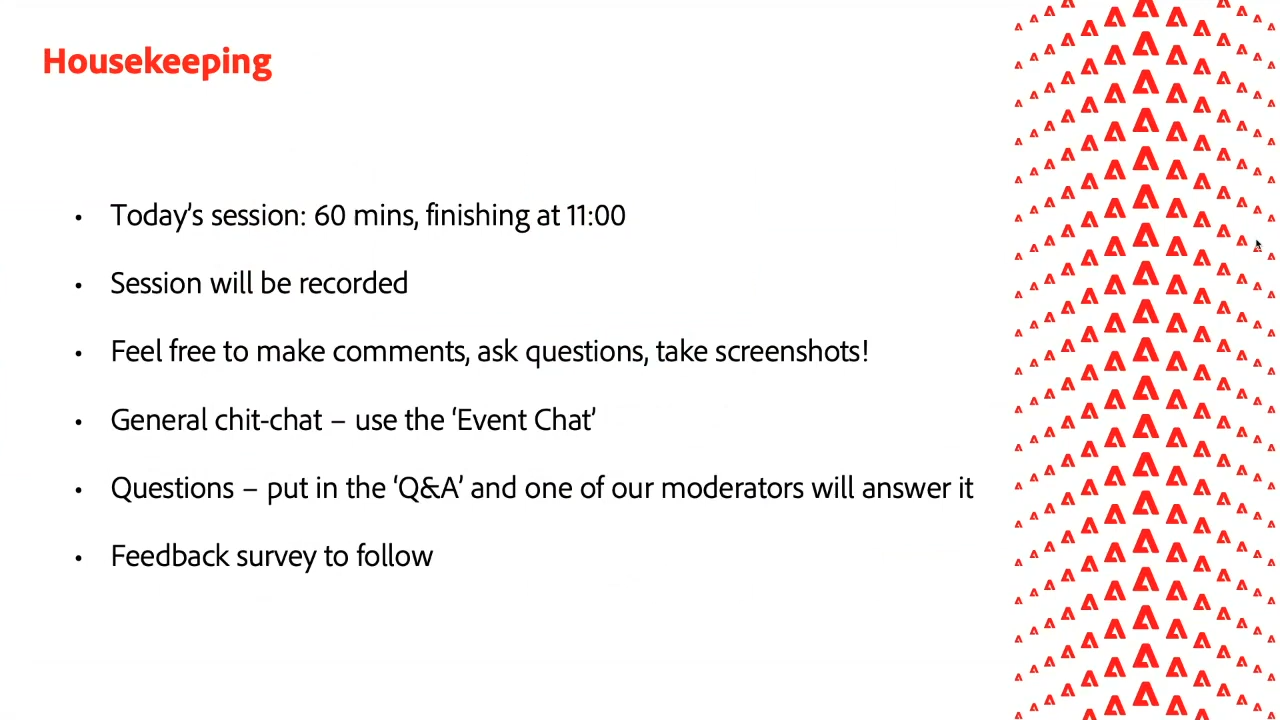 Housekeeping
• Today’s session: 60 mins, finishing at 11:00
• Session will be recorded
• Feel free to make comments, ask questions, take screenshots!
• General chit-chat – use the ‘Event Chat’
• Questions – put in the ‘Q&A’ and one of our moderators will answer it
• Feedback survey to follow